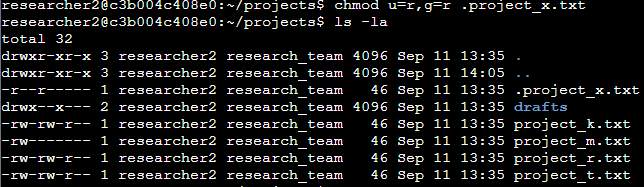 researcher2@c3b004c408e0:~/projects$ chmod u=r,g=r .project_x.txt
researcher2@c3b004c408e0:~/projects$ ls -la
total 32
drwxr-xr-x 3 researcher2 research_team 4096 Sep 11 13:35 .
drwxr-xr-x 3 researcher2 research_team 4096 Sep 11 14:05 ..
-r--r----- 1 researcher2 research_team   46 Sep 11 13:35 .project_x.txt
drwx--x--- 2 researcher2 research_team 4096 Sep 11 13:35 drafts
-rw-rw-r-- 1 researcher2 research_team   46 Sep 11 13:35 project_k.txt
-rw------- 1 researcher2 research_team   46 Sep 11 13:35 project_m.txt
-rw-rw-r-- 1 researcher2 research_team   46 Sep 11 13:35 project_r.txt
-rw-rw-r-- 1 researcher2 research_team   46 Sep 11 13:35 project_t.txt